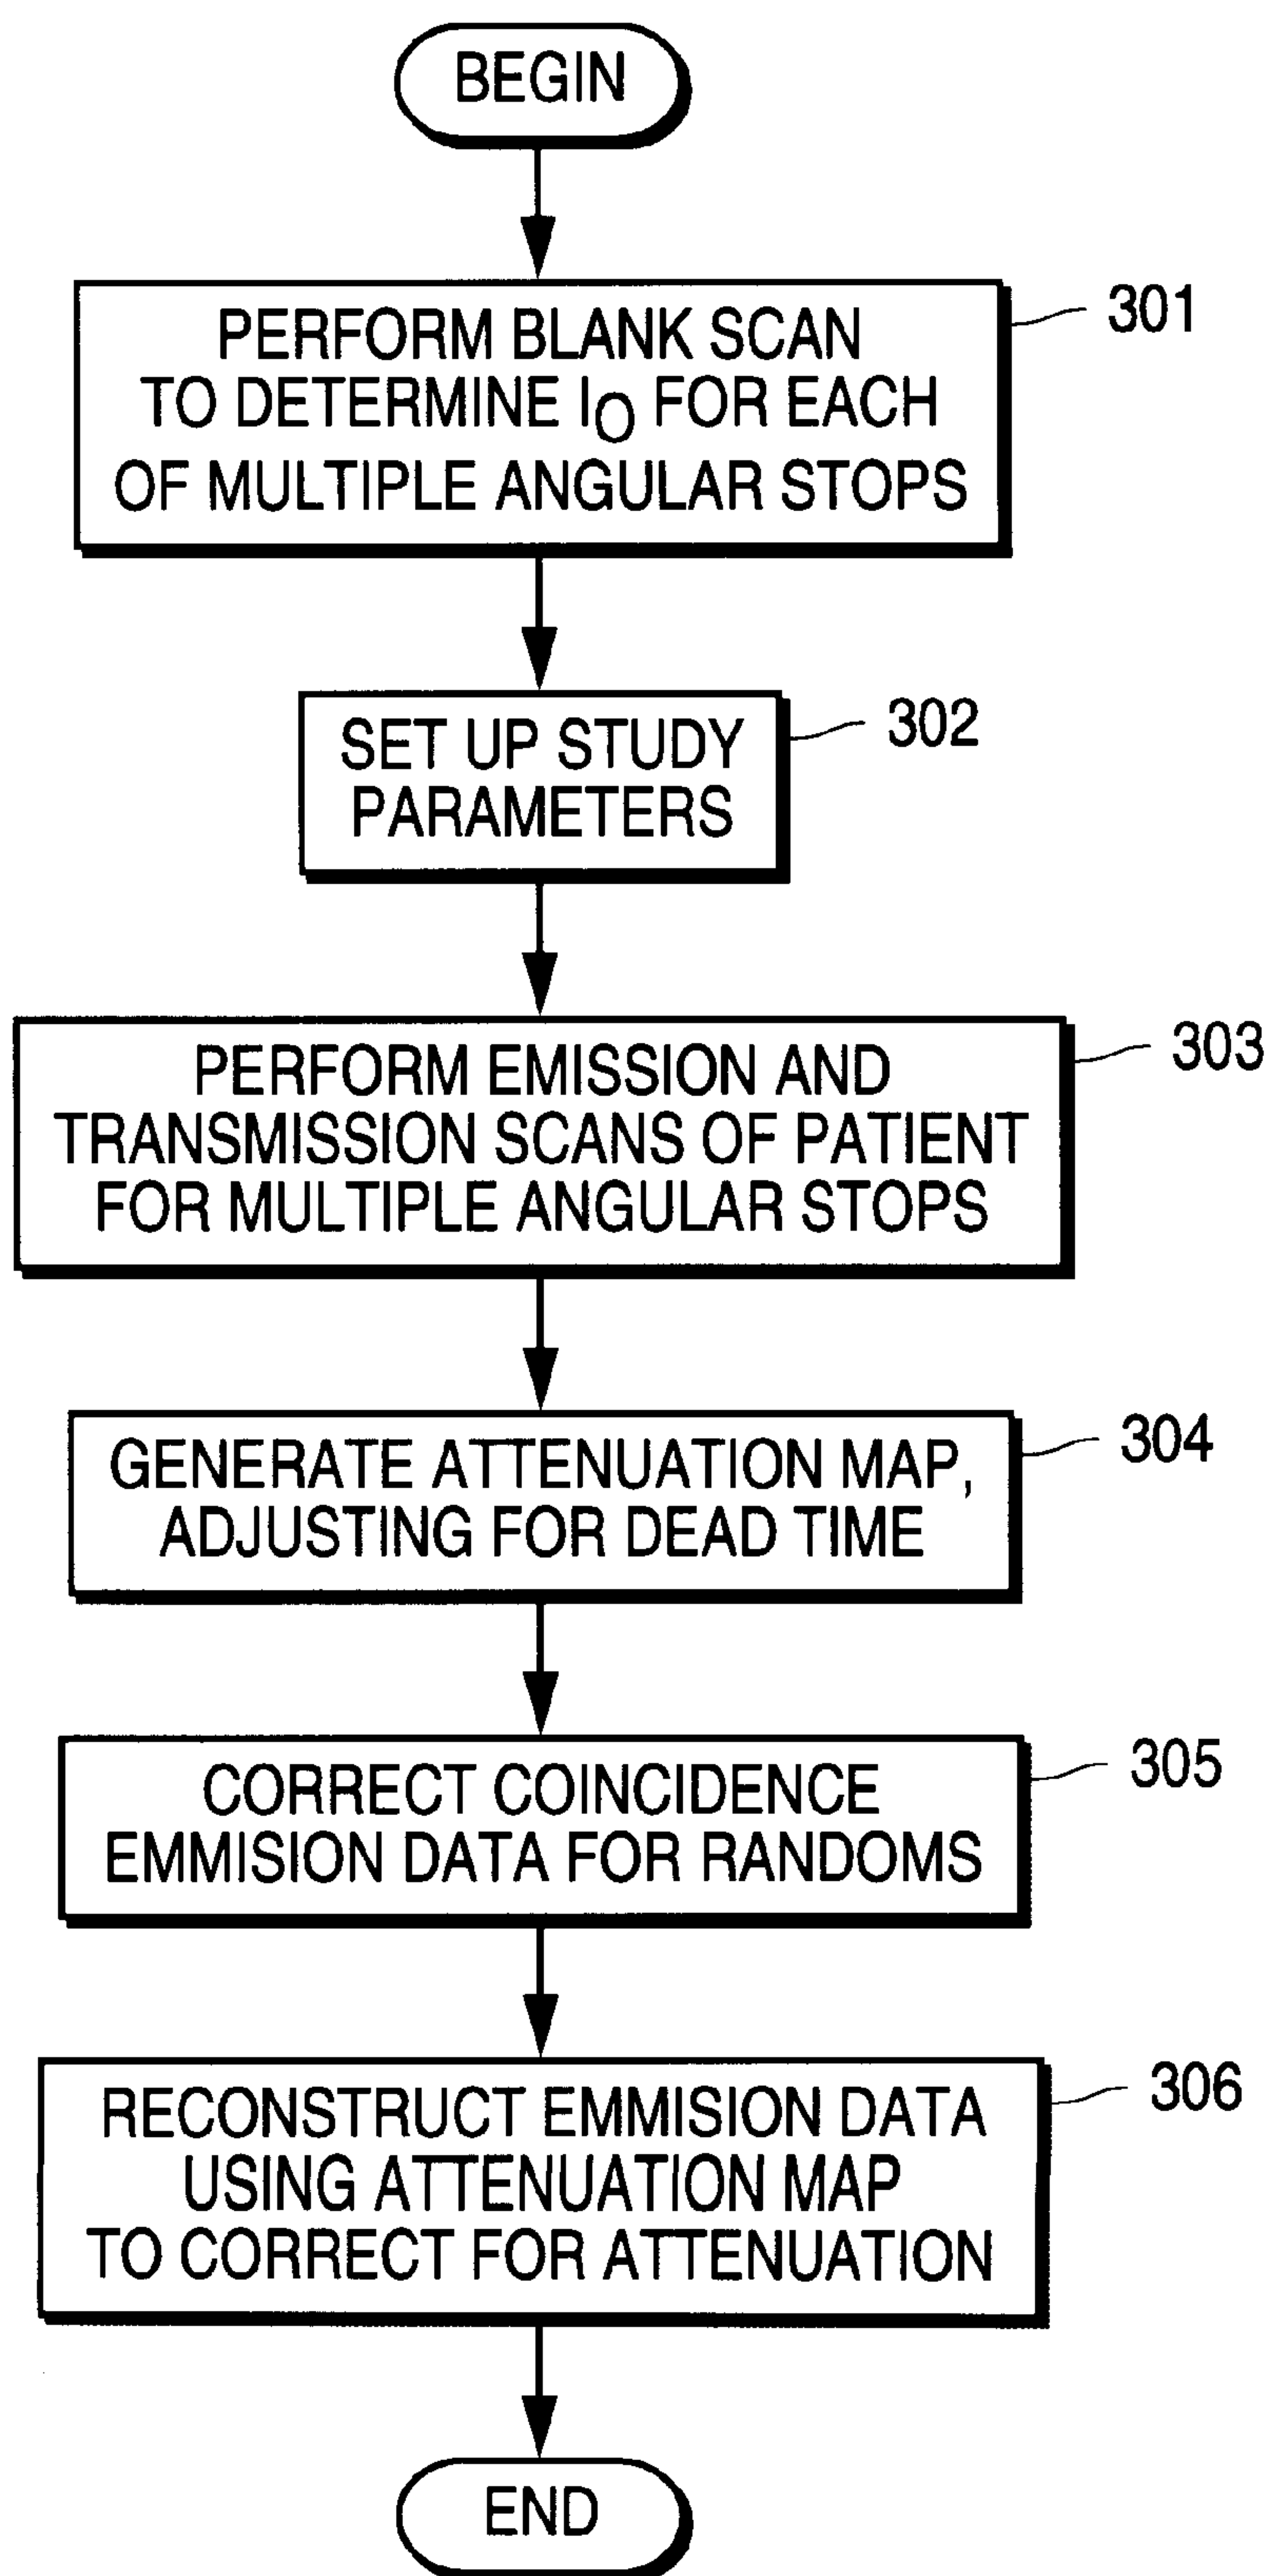 BEGIN
PERFORM BLANK SCAN
TO DETERMINE IO FOR EACH
OF MULTIPLE ANGULAR STOPS
301
SET UP STUDY
PARAMETERS
302
PERFORM EMISSION AND
TRANSMISSION SCANS OF PATIENT
FOR MULTIPLE ANGULAR STOPS
303
GENERATE ATTENUATION MAP,
ADJUSTING FOR DEAD TIME
304
CORRECT COINCIDENCE
EMMISION DATA FOR RANDOMS
305
RECONSTRUCT EMMISION DATA
USING ATTENUATION MAP
TO CORRECT FOR ATTENUATION
306
END